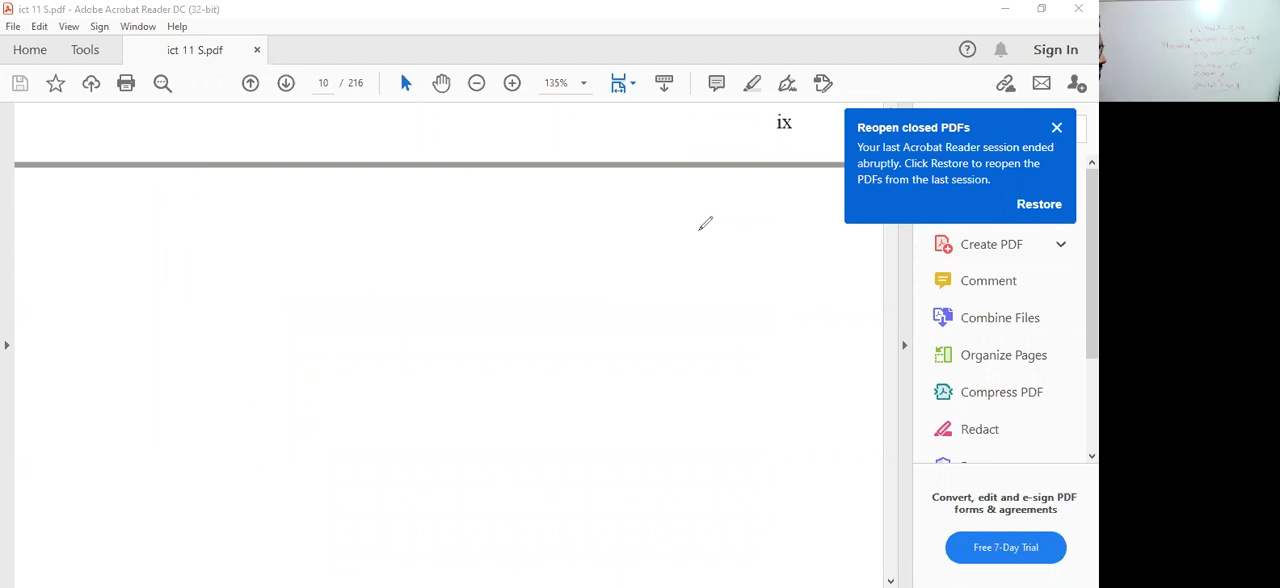 ict 11 S.pdf - Adobe Acrobat Reader DC (32-bit)
File Edit View Sign Window Help
Home Tools ict 11 S.pdf × Sign In
10 / 216 135%
ix
Reopen closed PDFs
Your last Acrobat Reader session ended
abruptly. Click Restore to reopen the
PDFs from the last session.
Restore
Create PDF
Comment
Combine Files
Organize Pages
Compress PDF
Redact
Convert, edit and e-sign PDF
forms & agreements
Free 7-Day Trial